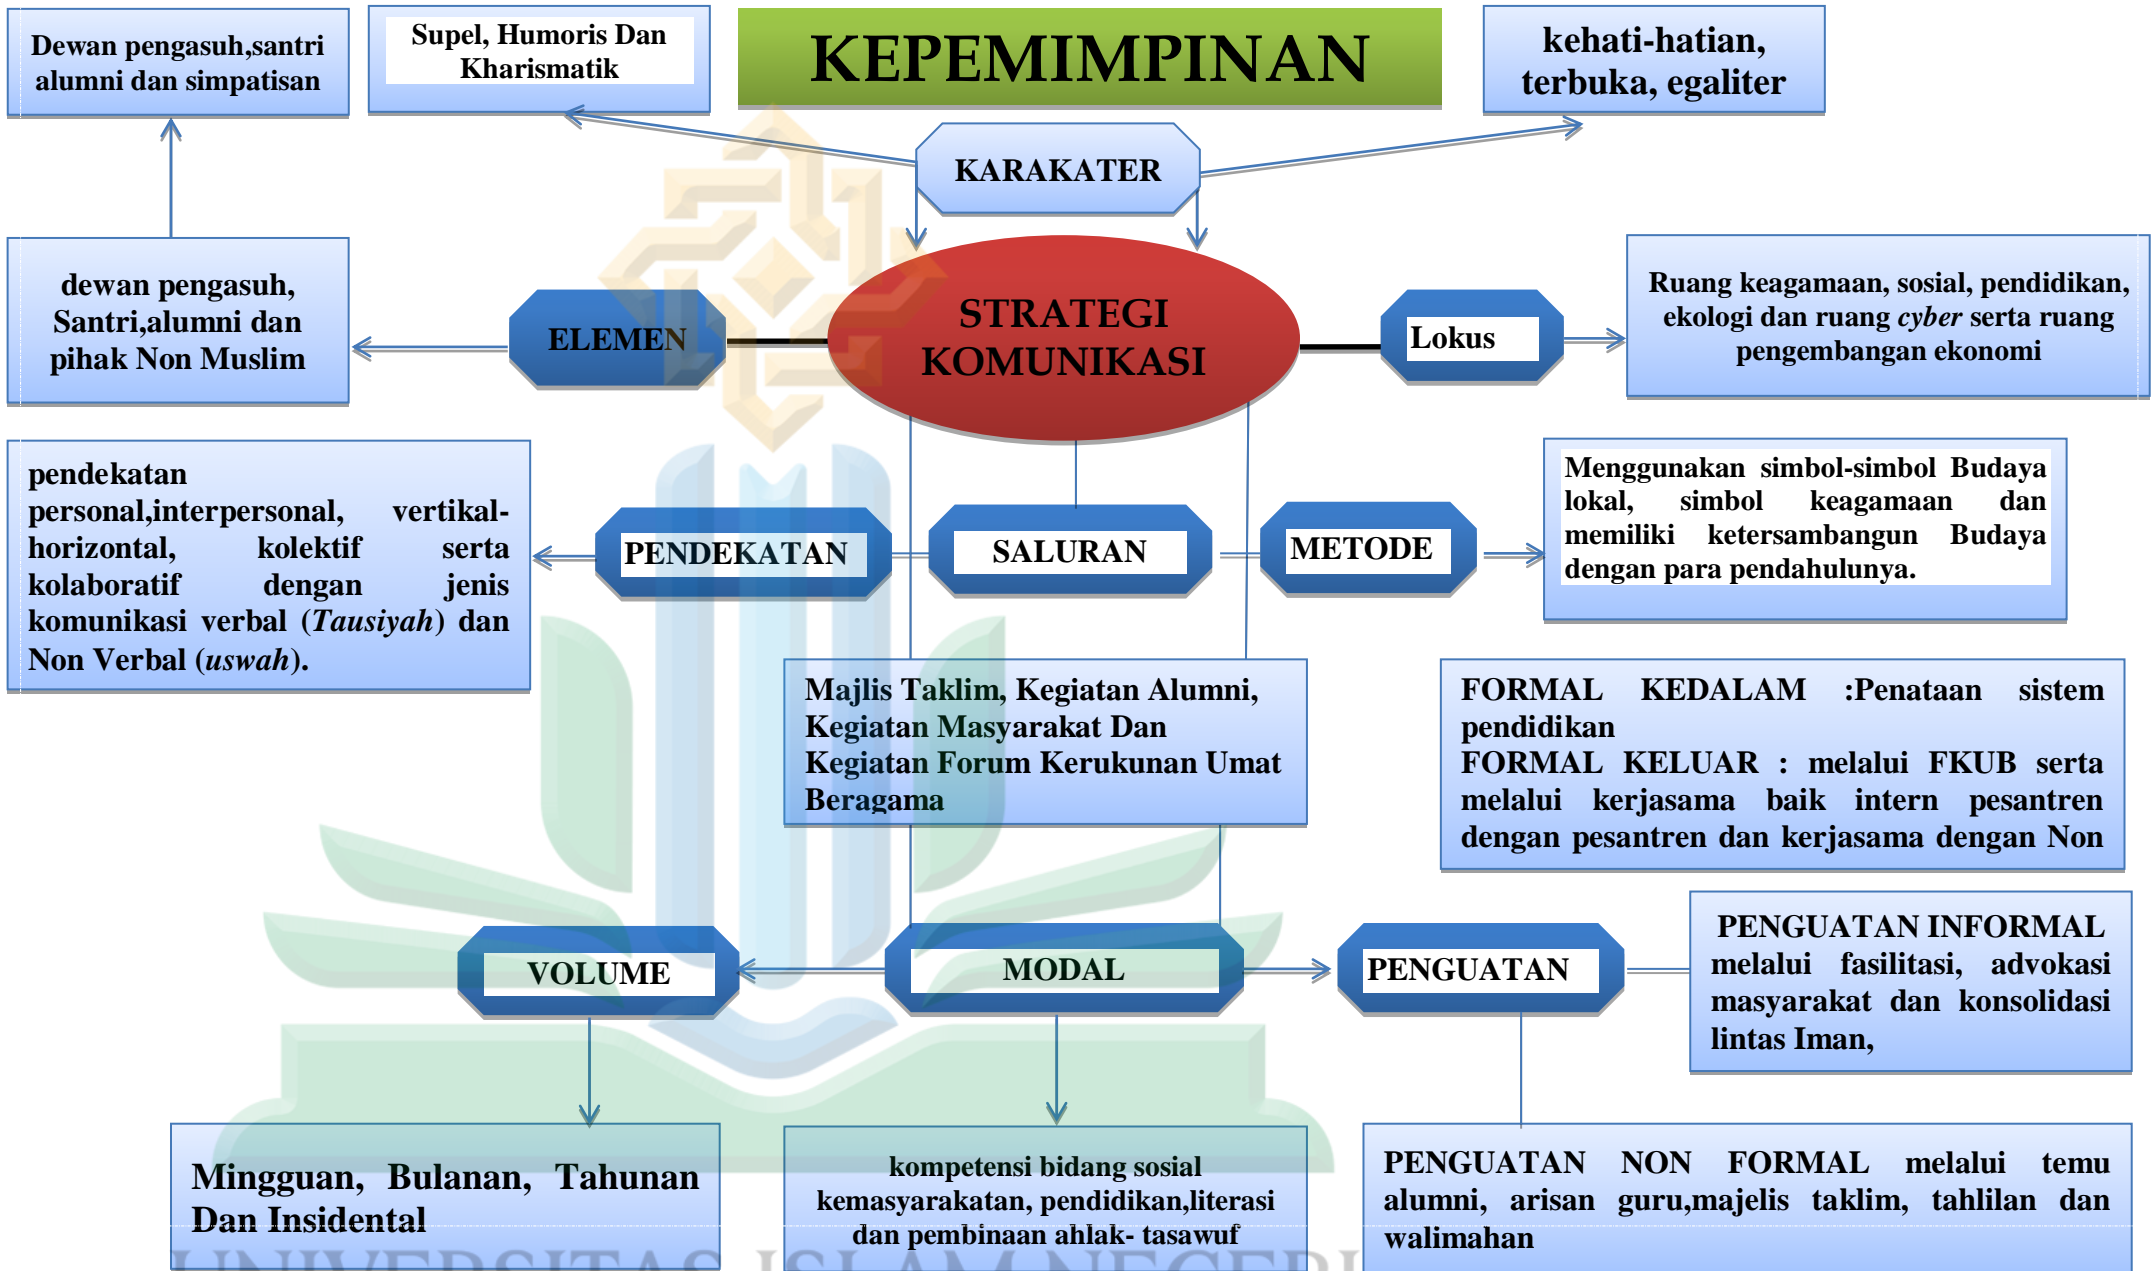 Dewan pengasuh,santri
alumni dan simpatisan
Supel, Humoris Dan
Kharismatik
KEPEMIMPINAN
kehati-hatian,
terbuka, egaliter
KARAKATER
dewan pengasuh,
Santri,alumni dan
pihak Non Muslim
ELEMEN
STRATEGI
KOMUNIKASI
Lokus
Ruang keagamaan, sosial, pendidikan,
ekologi dan ruang cyber serta ruang
pengembangan ekonomi
pendekatan
personal,interpersonal, vertikal-
horizontal, kolektif serta
kolaboratif dengan jenis
komunikasi verbal (Tausiyah) dan
Non Verbal (uswah).
PENDEKATAN
SALURAN
METODE
Menggunakan simbol-simbol Budaya
lokal, simbol keagamaan dan
memiliki ketersambangun Budaya
dengan para pendahulunya.
Majlis Taklim, Kegiatan Alumni,
Kegiatan Masyarakat Dan
Kegiatan Forum Kerukunan Umat
Beragama
FORMAL KEDALAM :Penataan sistem
pendidikan
FORMAL KELUAR : melalui FKUB serta
melalui kerjasama baik intern pesantren
dengan pesantren dan kerjasama dengan Non
VOLUME
MODAL
PENGUATAN
PENGUATAN INFORMAL
melalui fasilitasi, advokasi
masyarakat dan konsolidasi
lintas Iman,
Mingguan, Bulanan, Tahunan
Dan Insidental
kompetensi bidang sosial
kemasyarakatan, pendidikan,literasi
dan pembinaan ahlak- tasawuf
PENGUATAN NON FORMAL melalui temu
alumni, arisan guru,majelis taklim, tahlilan dan
walimahan
UNIVERSITAS ISLAM NEGERI